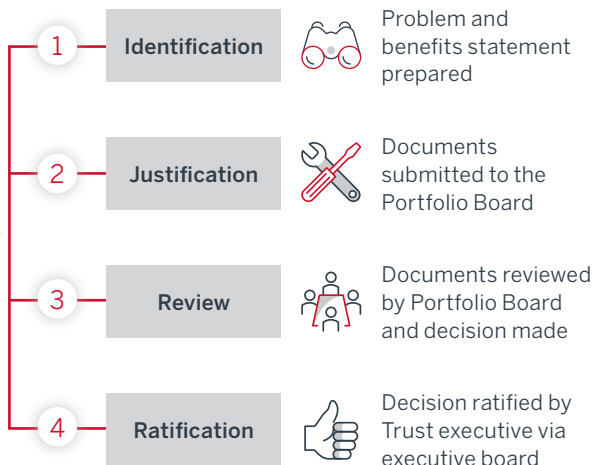 1
Identification
Problem and
benefits statement
prepared
2
Justification
Documents
submitted to the
Portfolio Board
3
Review
Documents reviewed
by Portfolio Board
and decision made
4
Ratification
Decision ratified by
Trust executive via
executive board